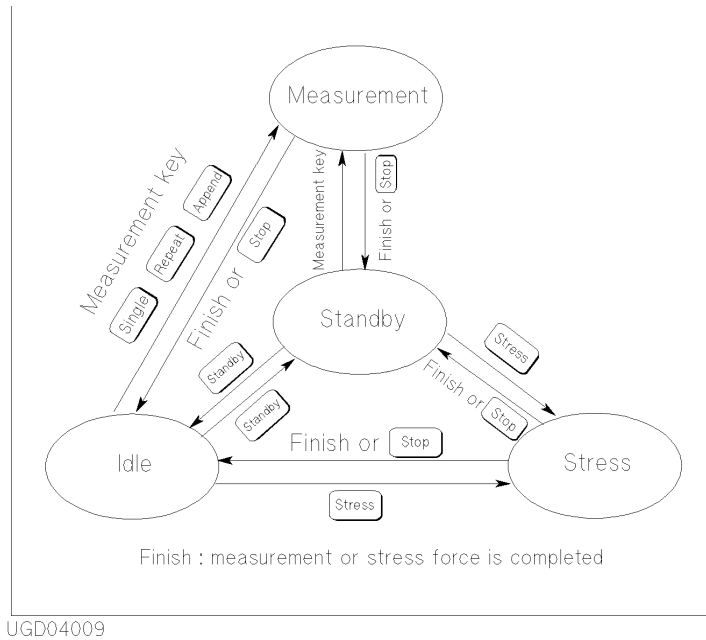 Measurement
Measurement key
Single
Repeat
Append
Finish or Stop
Measurement key
Finish or Stop
Standby
Standby
Standby
Stress
Finish or Stop
Idle
Finish or Stop
Stress
Stress
Finish : measurement or stress force is completed
UGD04009